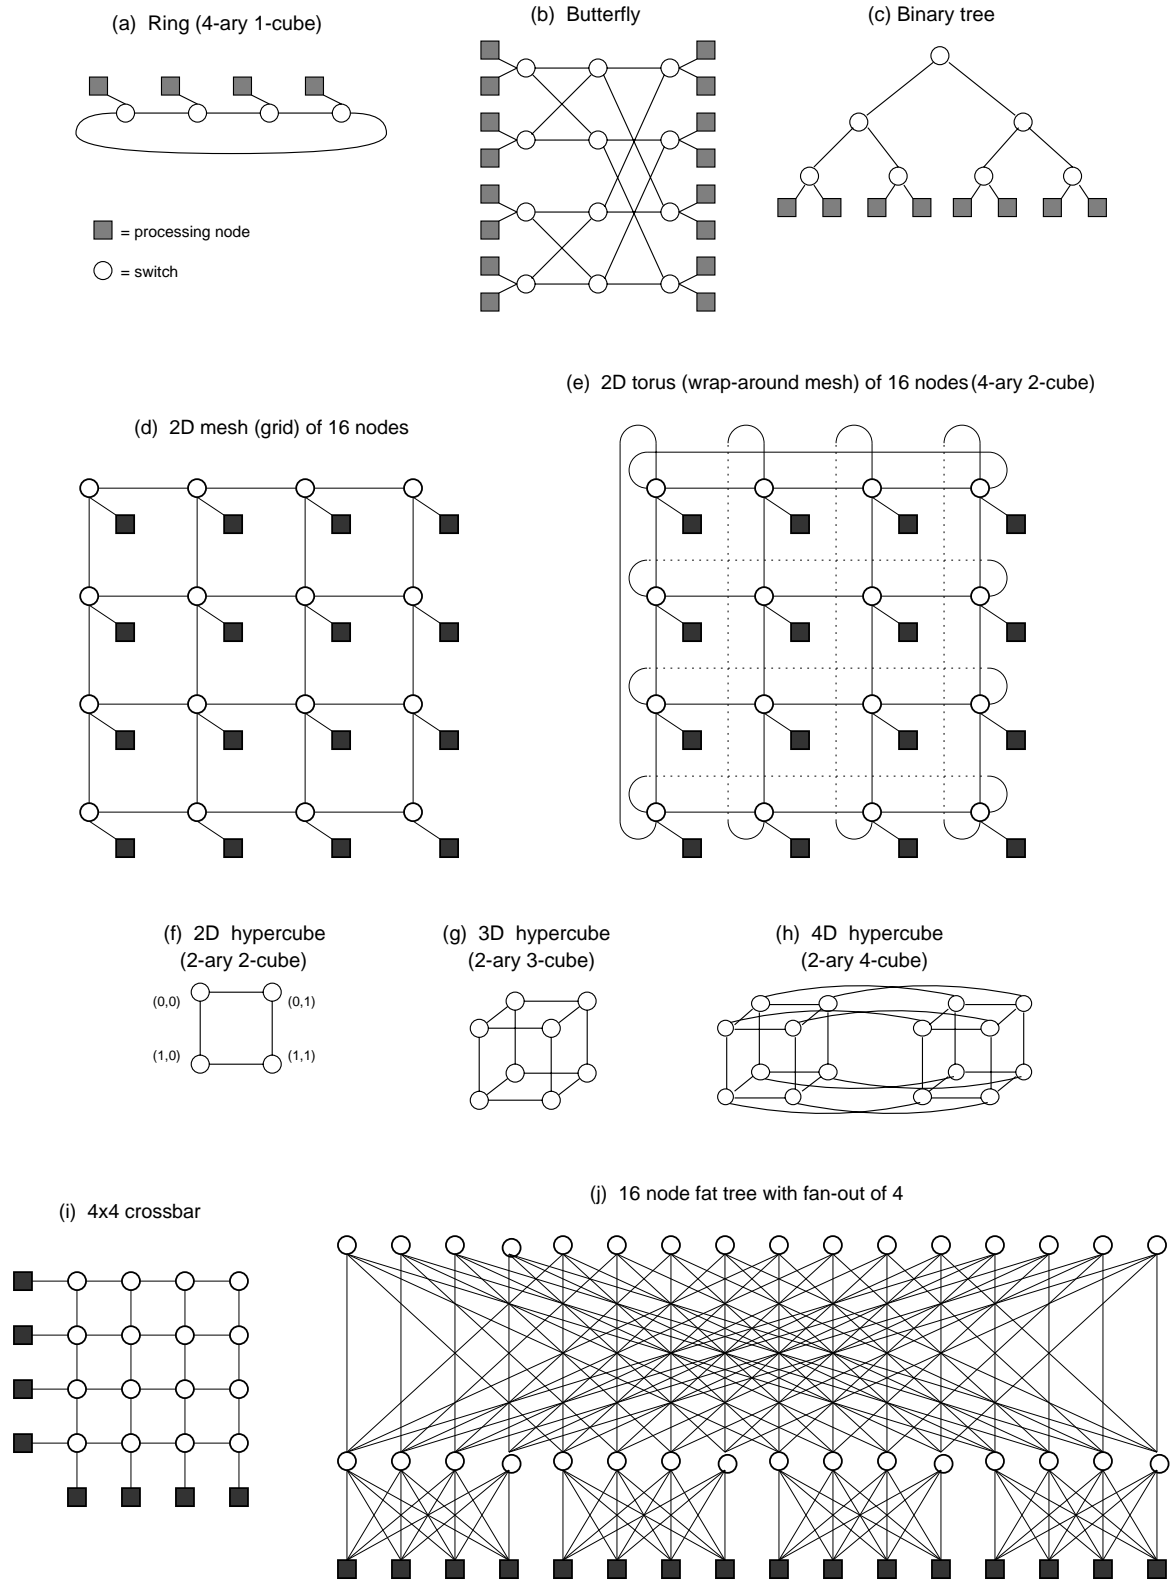 (a) Ring (4-ary 1-cube)
(b) Butterfly
(c) Binary tree
= processing node
= switch
(d) 2D mesh (grid) of 16 nodes
(e) 2D torus (wrap-around mesh) of 16 nodes (4-ary 2-cube)
(f) 2D hypercube
(2-ary 2-cube)
(0,0)
(0,1)
(1,0)
(1,1)
(g) 3D hypercube
(2-ary 3-cube)
(h) 4D hypercube
(2-ary 4-cube)
(i) 4x4 crossbar
(j) 16 node fat tree with fan-out of 4